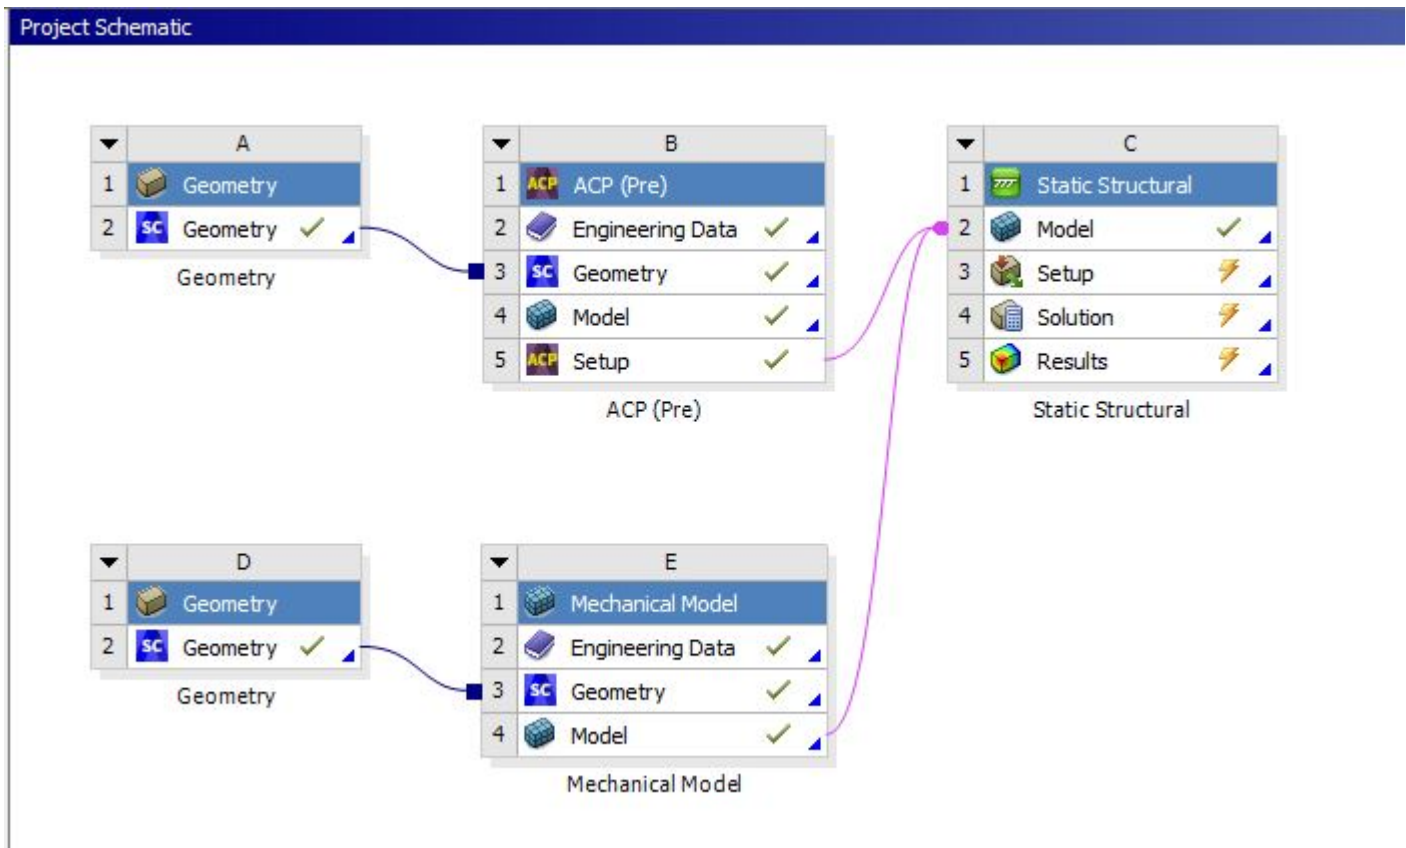 Project Schematic
A
1 Geometry
2 SC Geometry
Geometry
B
1 ACP ACP (Pre)
2 Engineering Data
3 SC Geometry
4 Model
5 ACP Setup
ACP (Pre)
C
1 Static Structural
2 Model
3 Setup
4 Solution
5 Results
Static Structural
D
1 Geometry
2 SC Geometry
Geometry
E
1 Mechanical Model
2 Engineering Data
3 SC Geometry
4 Model
Mechanical Model